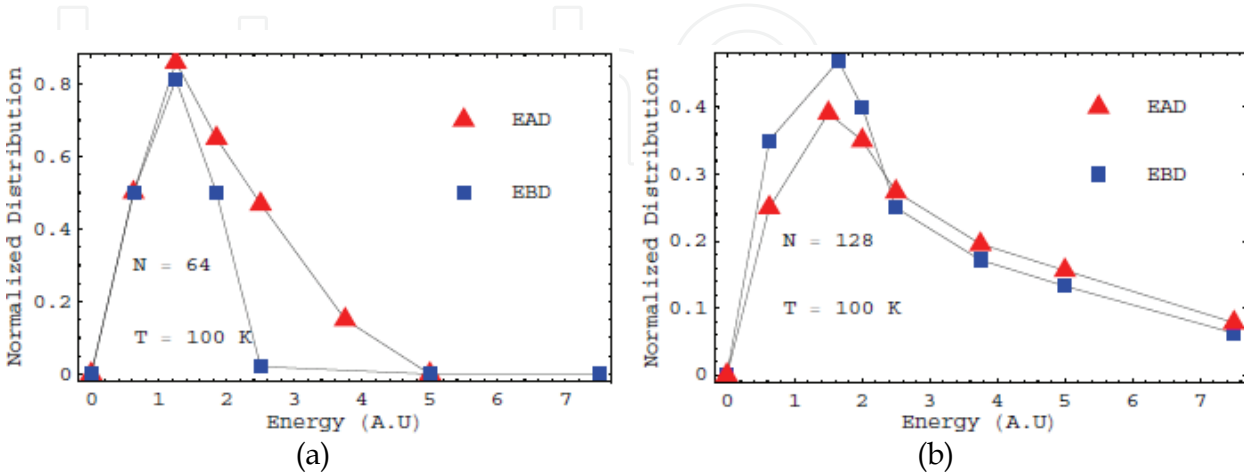 Normalized Distribution
0.8
0.6
0.4
0.2
0
EAD
EBD
N = 64
T = 100 K
0 1 2 3 4 5 6 7
Energy (A.U)
(a)
Normalized Distribution
0.4
0.3
0.2
0.1
0
EAD
EBD
N = 128
T = 100 K
0 1 2 3 4 5 6 7
Energy (A.U)
(b)